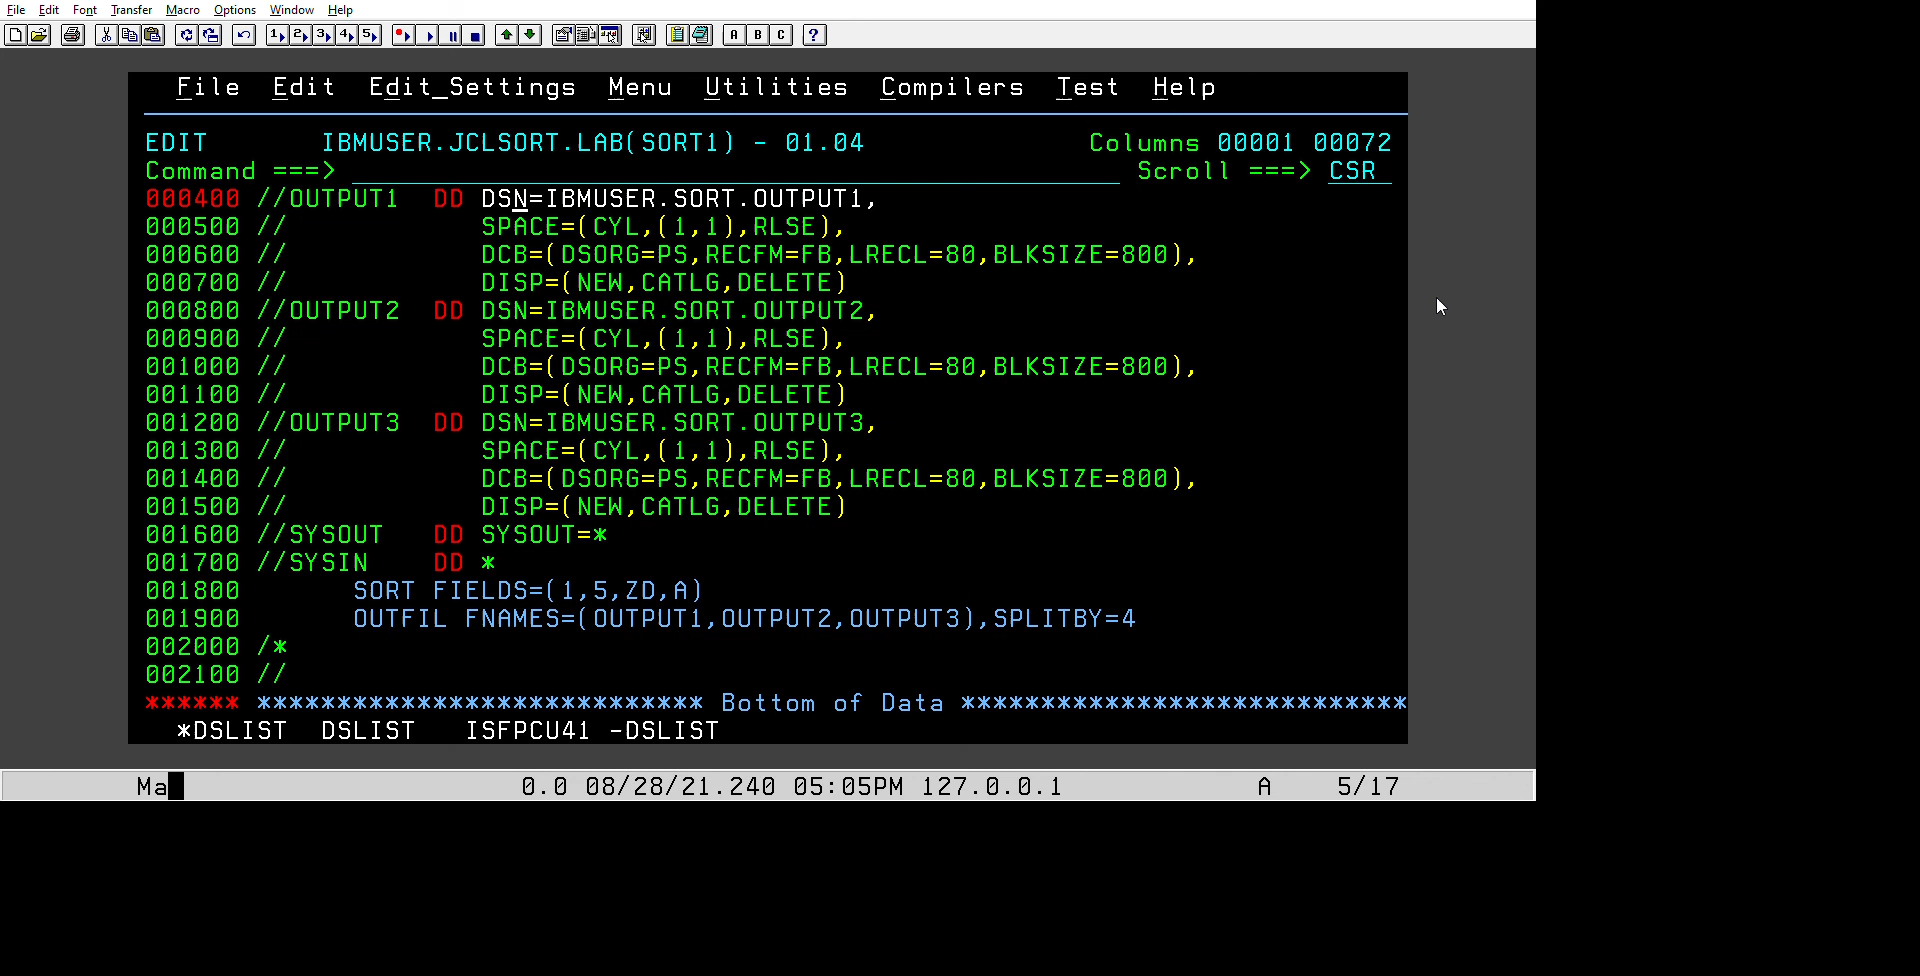 File Edit Font Transfer Macro Options Window Help
1 2 3 4 5 A B C ?
File Edit Edit_Settings Menu Utilities Compilers Test Help
EDIT IBMUSER.JCLSORT.LAB(SORT1) - 01.04 Columns 00001 00072
Command ===> Scroll ===> CSR
000400 //OUTPUT1 DD DSN=IBMUSER.SORT.OUTPUT1,
000500 // SPACE=(CYL,(1,1),RLSE),
000600 // DCB=(DSORG=PS,RECFM=FB,LRECL=80,BLKSIZE=800),
000700 // DISP=(NEW,CATLG,DELETE)
000800 //OUTPUT2 DD DSN=IBMUSER.SORT.OUTPUT2,
000900 // SPACE=(CYL,(1,1),RLSE),
001000 // DCB=(DSORG=PS,RECFM=FB,LRECL=80,BLKSIZE=800),
001100 // DISP=(NEW,CATLG,DELETE)
001200 //OUTPUT3 DD DSN=IBMUSER.SORT.OUTPUT3,
001300 // SPACE=(CYL,(1,1),RLSE),
001400 // DCB=(DSORG=PS,RECFM=FB,LRECL=80,BLKSIZE=800),
001500 // DISP=(NEW,CATLG,DELETE)
001600 //SYSOUT DD SYSOUT=*
001700 //SYSIN DD *
001800 SORT FIELDS=(1,5,ZD,A)
001900 OUTFIL FNAMES=(OUTPUT1,OUTPUT2,OUTPUT3),SPLITBY=4
002000 /*
002100 //
****** **************************** Bottom of Data ****************************
*DSLIST DSLIST ISFPCU41 -DSLIST
Ma 0.0 08/28/21.240 05:05PM 127.0.0.1 A 5/17